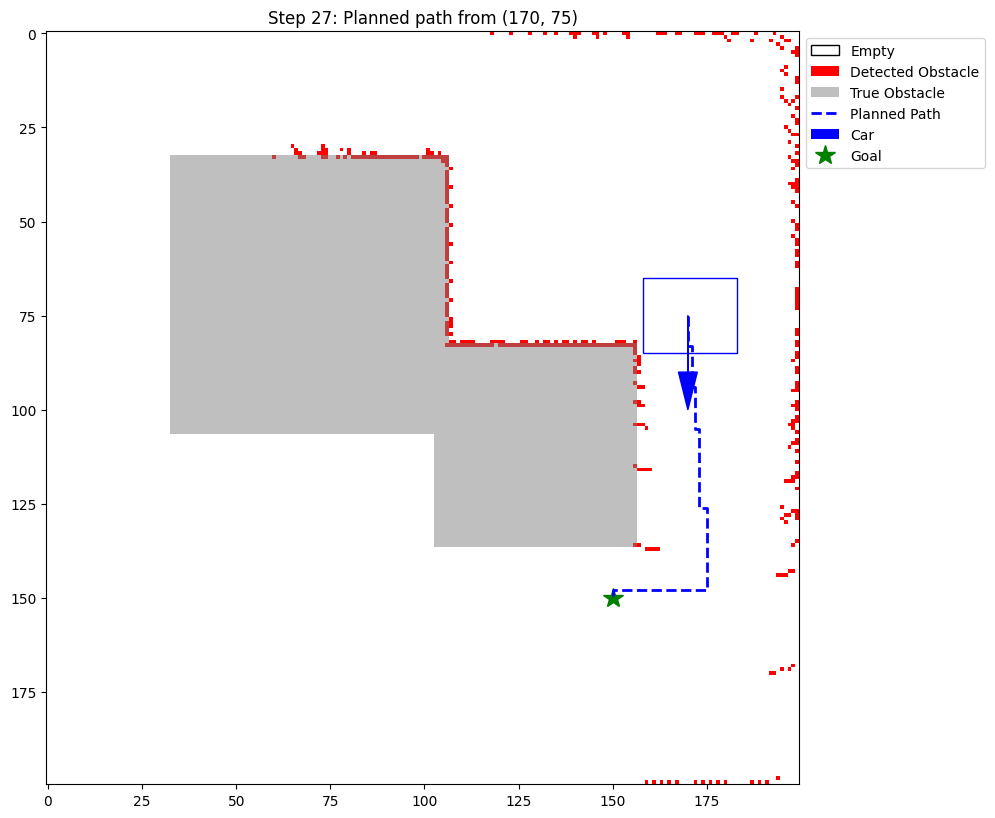 Step 27: Planned path from (170, 75)
Empty
Detected Obstacle
True Obstacle
Planned Path
Car
Goal
0
25
50
75
100
125
150
175
0
25
50
75
100
125
150
175